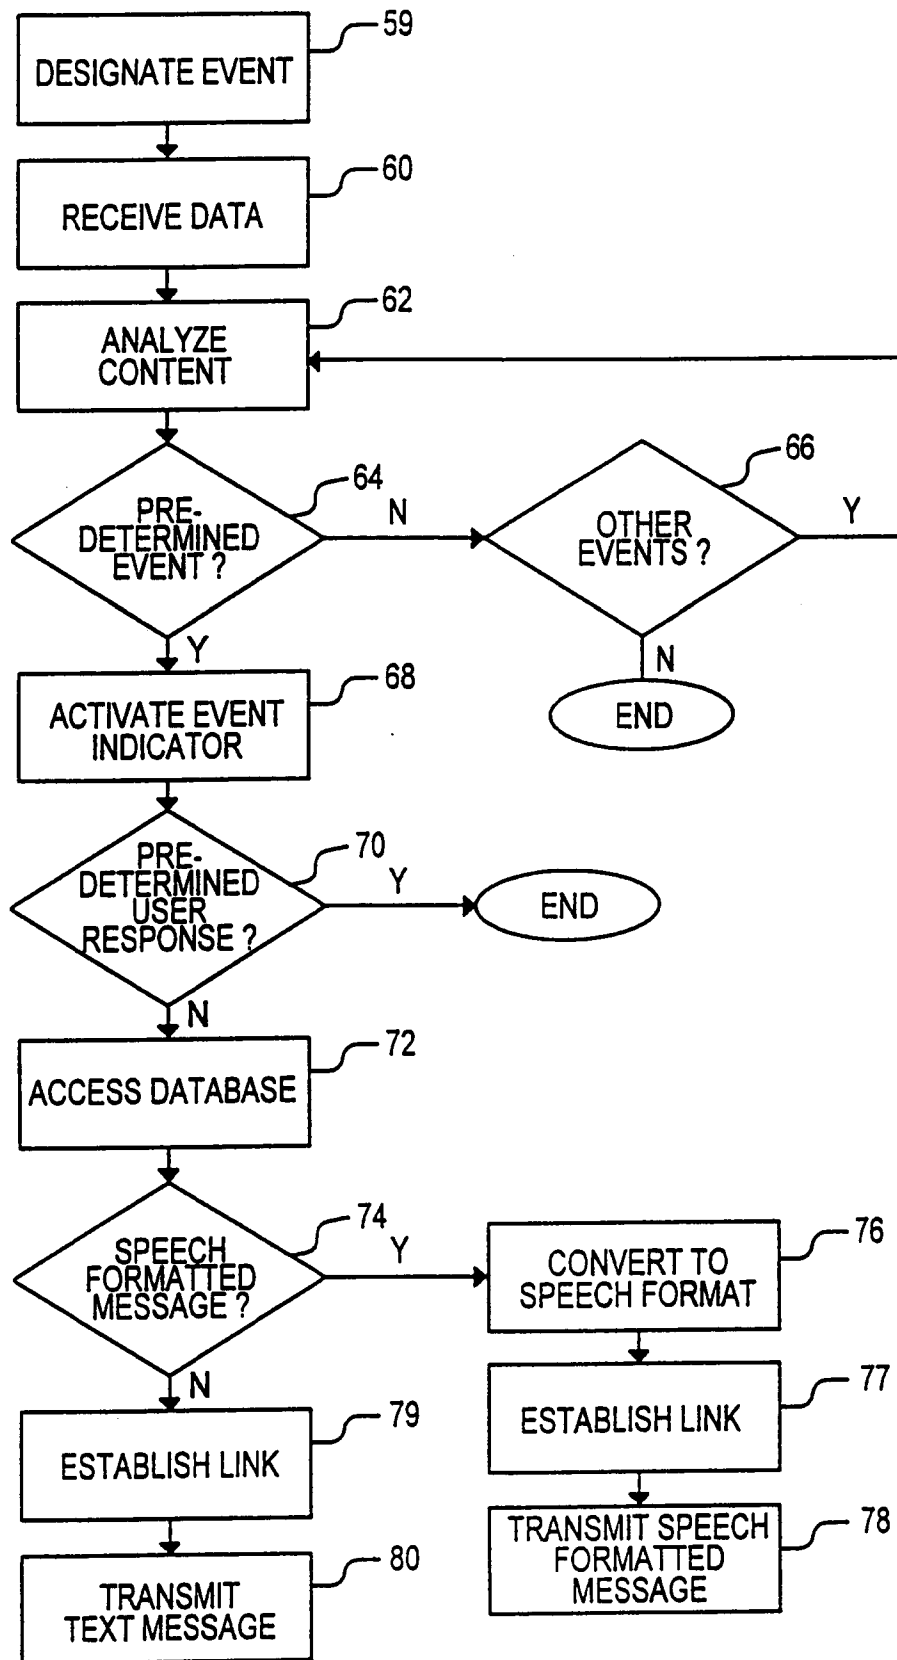 59
DESIGNATE EVENT
60
RECEIVE DATA
62
ANALYZE
CONTENT
64
PRE-
DETERMINED
EVENT ?
N
66
OTHER
EVENTS ?
Y
N
END
Y
68
ACTIVATE EVENT
INDICATOR
70
PRE-
DETERMINED
USER
RESPONSE ?
Y
END
N
72
ACCESS DATABASE
74
SPEECH
FORMATTED
MESSAGE ?
Y
76
CONVERT TO
SPEECH FORMAT
77
ESTABLISH LINK
78
TRANSMIT SPEECH
FORMATTED
MESSAGE
N
79
ESTABLISH LINK
80
TRANSMIT
TEXT MESSAGE